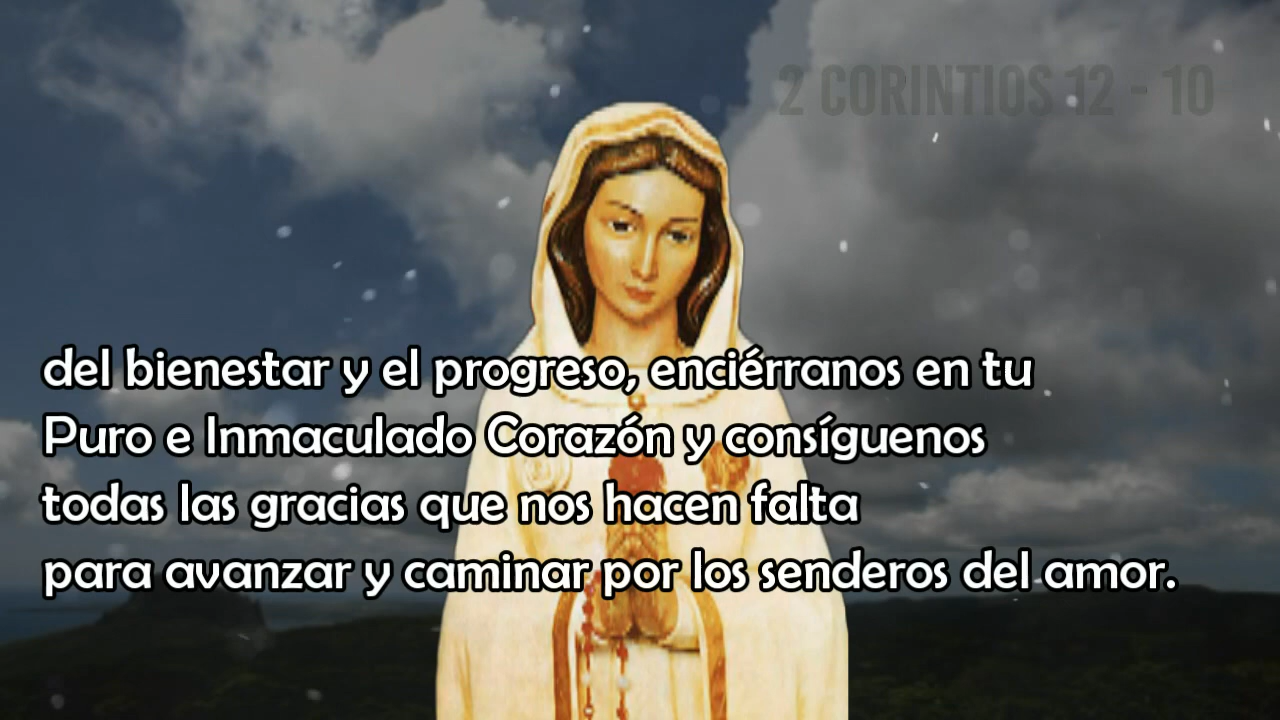 2 CORINTIOS 12 - 10
del bienestar y el progreso, enciérranos en tu
Puro e Inmaculado Corazón y consíguenos
todas las gracias que nos hacen falta
para avanzar y caminar por los senderos del amor.